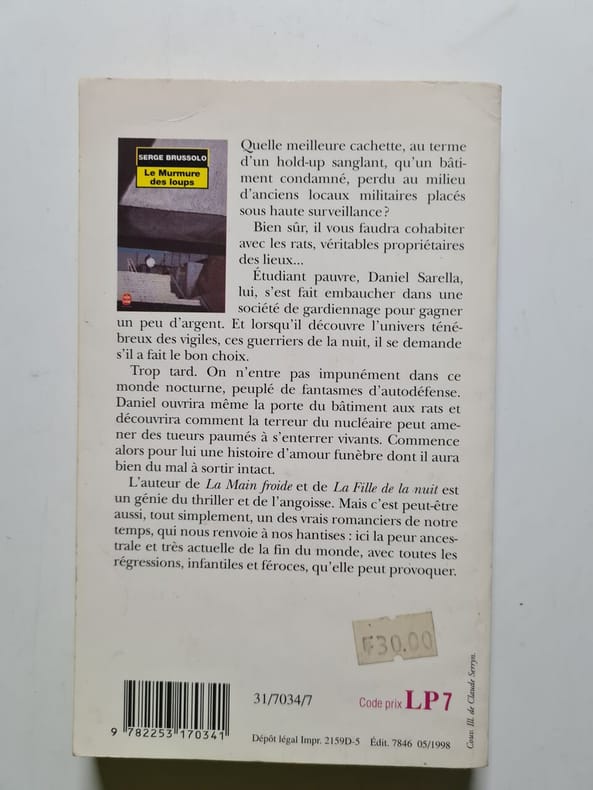 SERGE BRUSSOLO
Le Murmure
des loups
Quelle meilleure cachette, au terme
d'un hold-up sanglant, qu'un bâti-
ment condamné, perdu au milieu
d'anciens locaux militaires placés
sous haute surveillance ?
Bien sûr, il vous faudra cohabiter
avec les rats, véritables propriétaires
des lieux...
Étudiant pauvre, Daniel Sarella,
lui, s'est fait embaucher dans une
société de gardiennage pour gagner
un peu d'argent. Et lorsqu'il découvre l'univers téné-
breux des vigiles, ces guerriers de la nuit, il se demande
s'il a fait le bon choix.
Trop tard. On n'entre pas impunément dans ce
monde nocturne, peuplé de fantasmes d'autodéfense.
Daniel ouvrira même la porte du bâtiment aux rats et
découvrira comment la terreur du nucléaire peut ame-
ner des tueurs paumés à s'enterrer vivants. Commence
alors pour lui une histoire d'amour funèbre dont il aura
bien du mal à sortir intact.
L'auteur de La Main froide et de La Fille de la nuit est
un génie du thriller et de l'angoisse. Mais c'est peut-être
aussi, tout simplement, un des vrais romanciers de notre
temps, qui nous renvoie à nos hantises : ici la peur ances-
trale et très actuelle de la fin du monde, avec toutes les
régressions, infantiles et féroces, qu'elle peut provoquer.
F30.00
31/7034/7
Code prix LP 7
9 782253 170341
Dépôt légal Impr. 2159D-5 Édit. 7846 05/1998
Couv. Ill. de Claude Serryn.